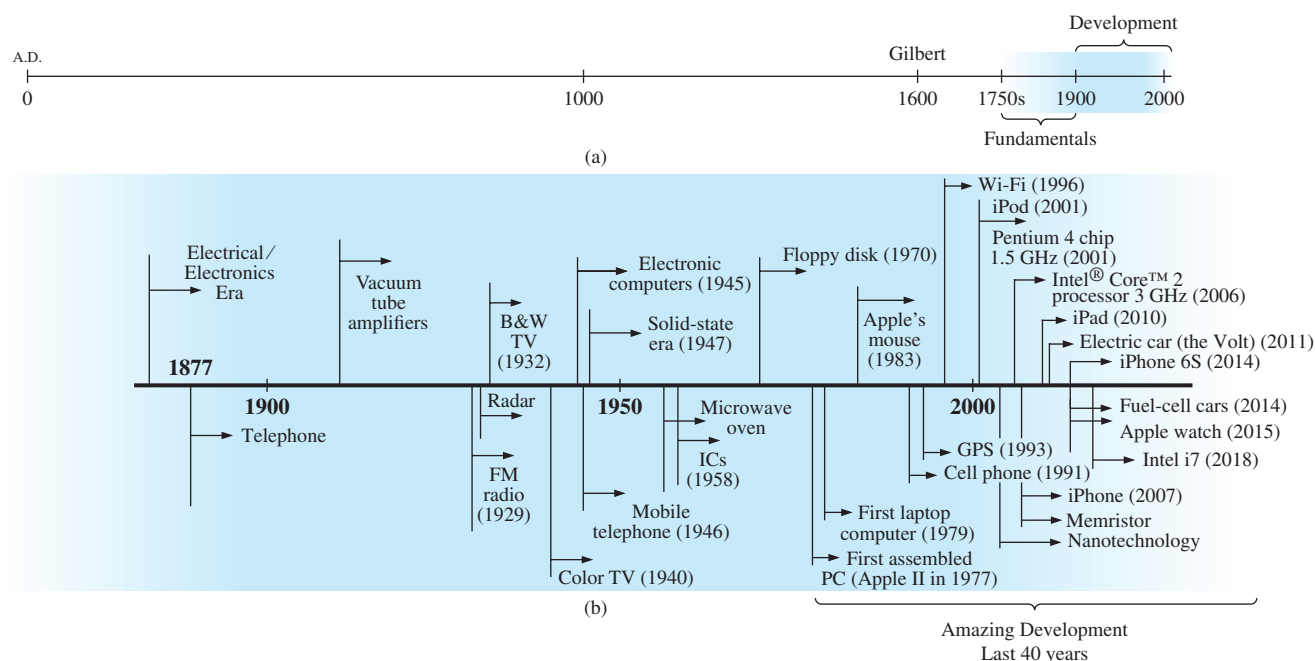 Development
A.D.
Gilbert
0
1000
1600
1750s
1900
2000
Fundamentals
(a)
Wi-Fi (1996)
iPod (2001)
Pentium 4 chip
1.5 GHz (2001)
Intel® Core™ 2
processor 3 GHz (2006)
iPad (2010)
Electric car (the Volt) (2011)
iPhone 6S (2014)
Electrical/
Electronics
Era
Vacuum
tube
amplifiers
B&W
TV
(1932)
Electronic
computers (1945)
Solid-state
era (1947)
Floppy disk (1970)
Apple's
mouse
(1983)
1877
1900
1950
2000
Telephone
Radar
FM
radio
(1929)
Color TV (1940)
Mobile
telephone (1946)
Microwave
oven
ICs
(1958)
First laptop
computer (1979)
First assembled
PC (Apple II in 1977)
GPS (1993)
Cell phone (1991)
Fuel-cell cars (2014)
Apple watch (2015)
Intel i7 (2018)
iPhone (2007)
Memristor
Nanotechnology
(b)
Amazing Development
Last 40 years